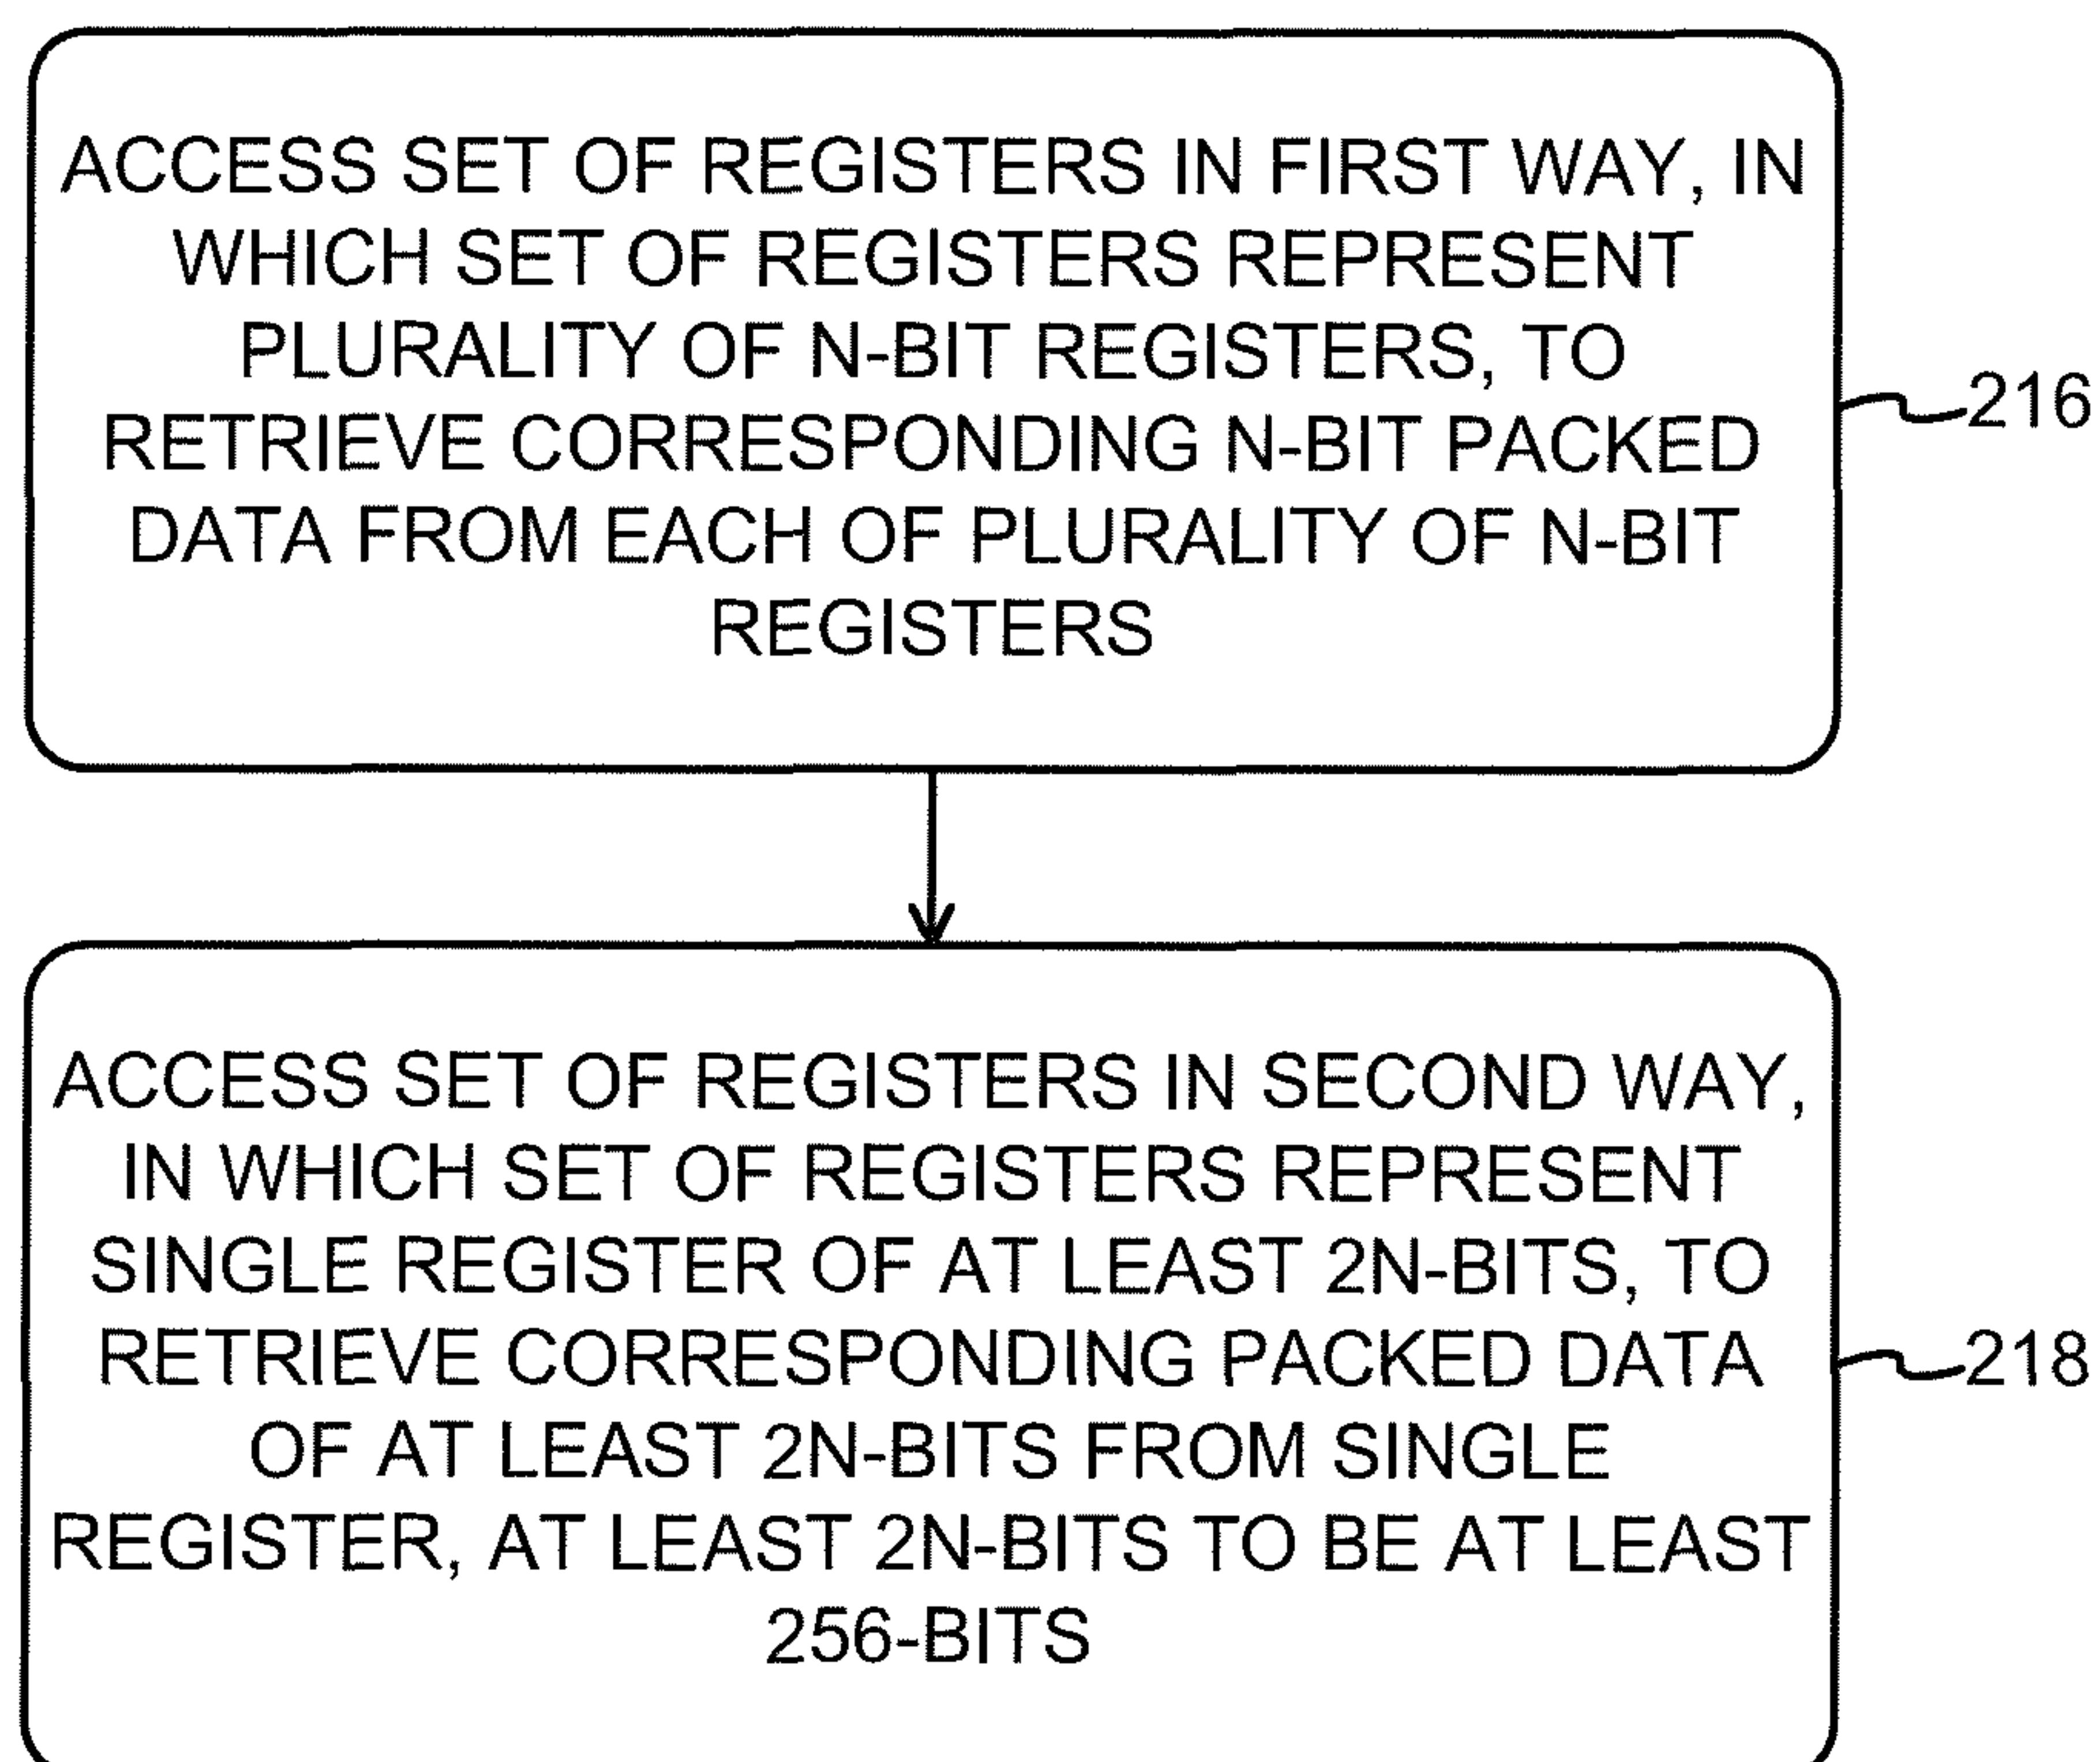 ACCESS SET OF REGISTERS IN FIRST WAY, IN
WHICH SET OF REGISTERS REPRESENT
PLURALITY OF N-BIT REGISTERS, TO
RETRIEVE CORRESPONDING N-BIT PACKED
DATA FROM EACH OF PLURALITY OF N-BIT
REGISTERS
216
ACCESS SET OF REGISTERS IN SECOND WAY,
IN WHICH SET OF REGISTERS REPRESENT
SINGLE REGISTER OF AT LEAST 2N-BITS, TO
RETRIEVE CORRESPONDING PACKED DATA
OF AT LEAST 2N-BITS FROM SINGLE
REGISTER, AT LEAST 2N-BITS TO BE AT LEAST
256-BITS
218